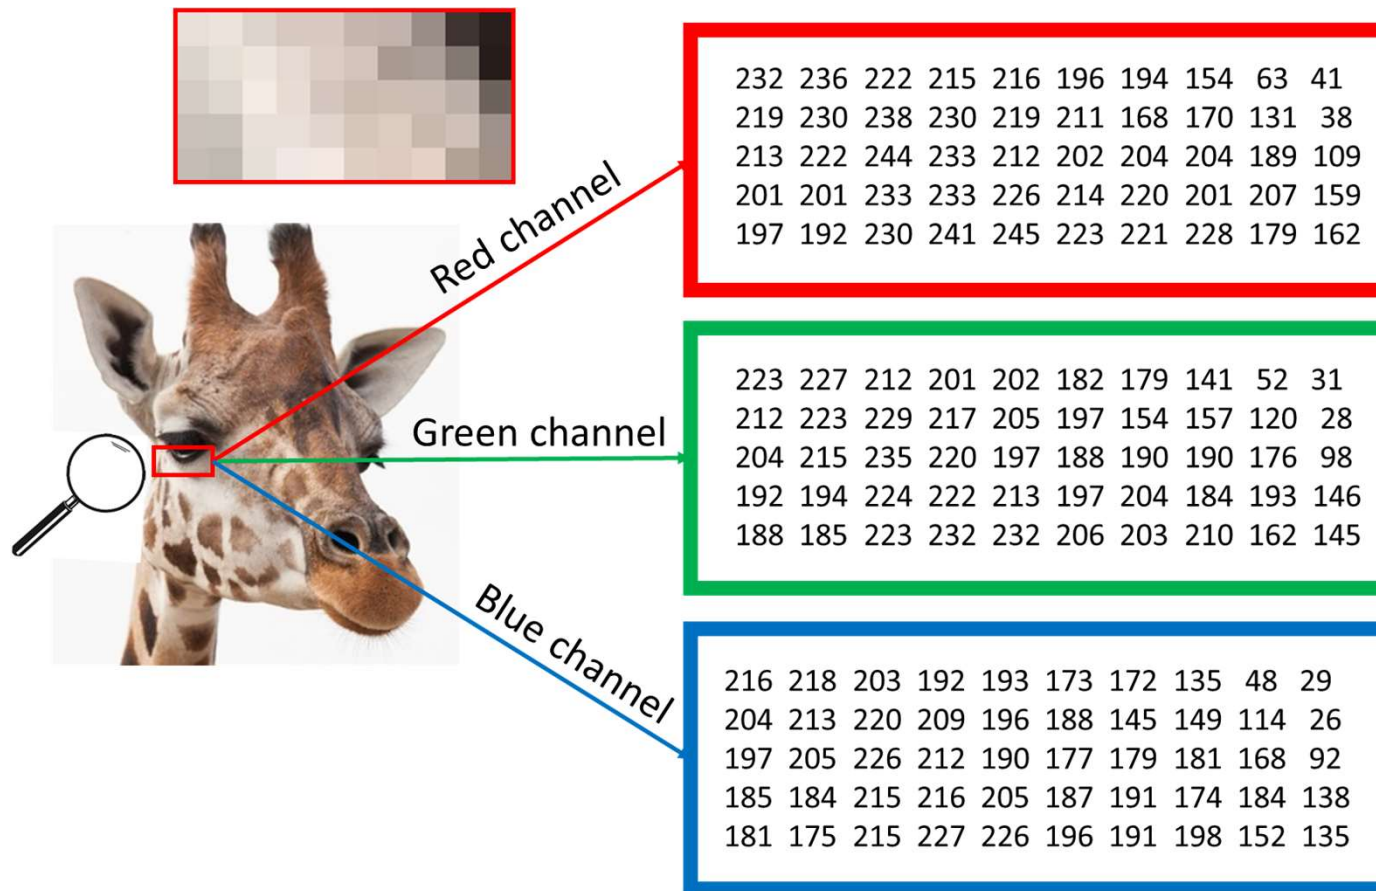 Red channel
232 236 222 215 216 196 194 154 63 41
219 230 238 230 219 211 168 170 131 38
213 222 244 233 212 202 204 204 189 109
201 201 233 233 226 214 220 201 207 159
197 192 230 241 245 223 221 228 179 162
Green channel
223 227 212 201 202 182 179 141 52 31
212 223 229 217 205 197 154 157 120 28
204 215 235 220 197 188 190 190 176 98
192 194 224 222 213 197 204 184 193 146
188 185 223 232 232 206 203 210 162 145
Blue channel
216 218 203 192 193 173 172 135 48 29
204 213 220 209 196 188 145 149 114 26
197 205 226 212 190 177 179 181 168 92
185 184 215 216 205 187 191 174 184 138
181 175 215 227 226 196 191 198 152 135